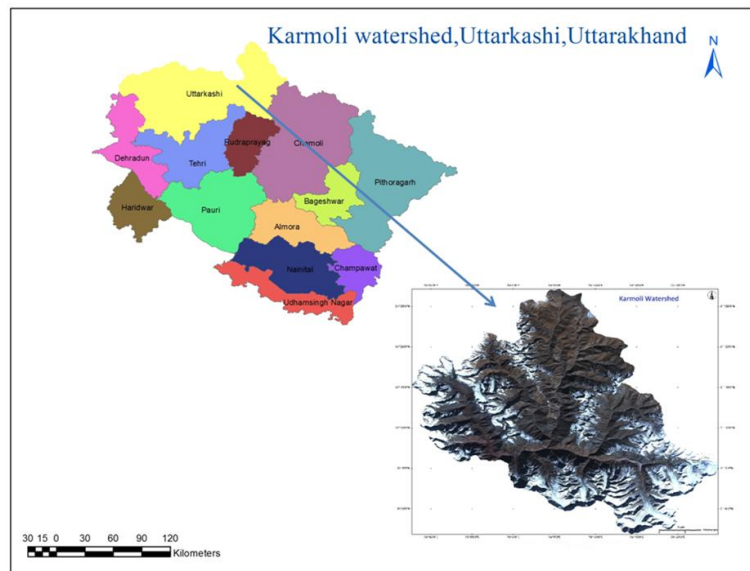 Karmoli watershed,Uttarkashi,Uttarakhand
N
Uttarkashi
Rudraprayag
Chamoli
Dehradun
Tehri
Pithoragarh
Haridwar
Pauri
Bageshwar
Almora
Nainital
Champawat
Udhamsingh Nagar
Karmoli Watershed
30 15 0 30 60 90 120
Kilometers